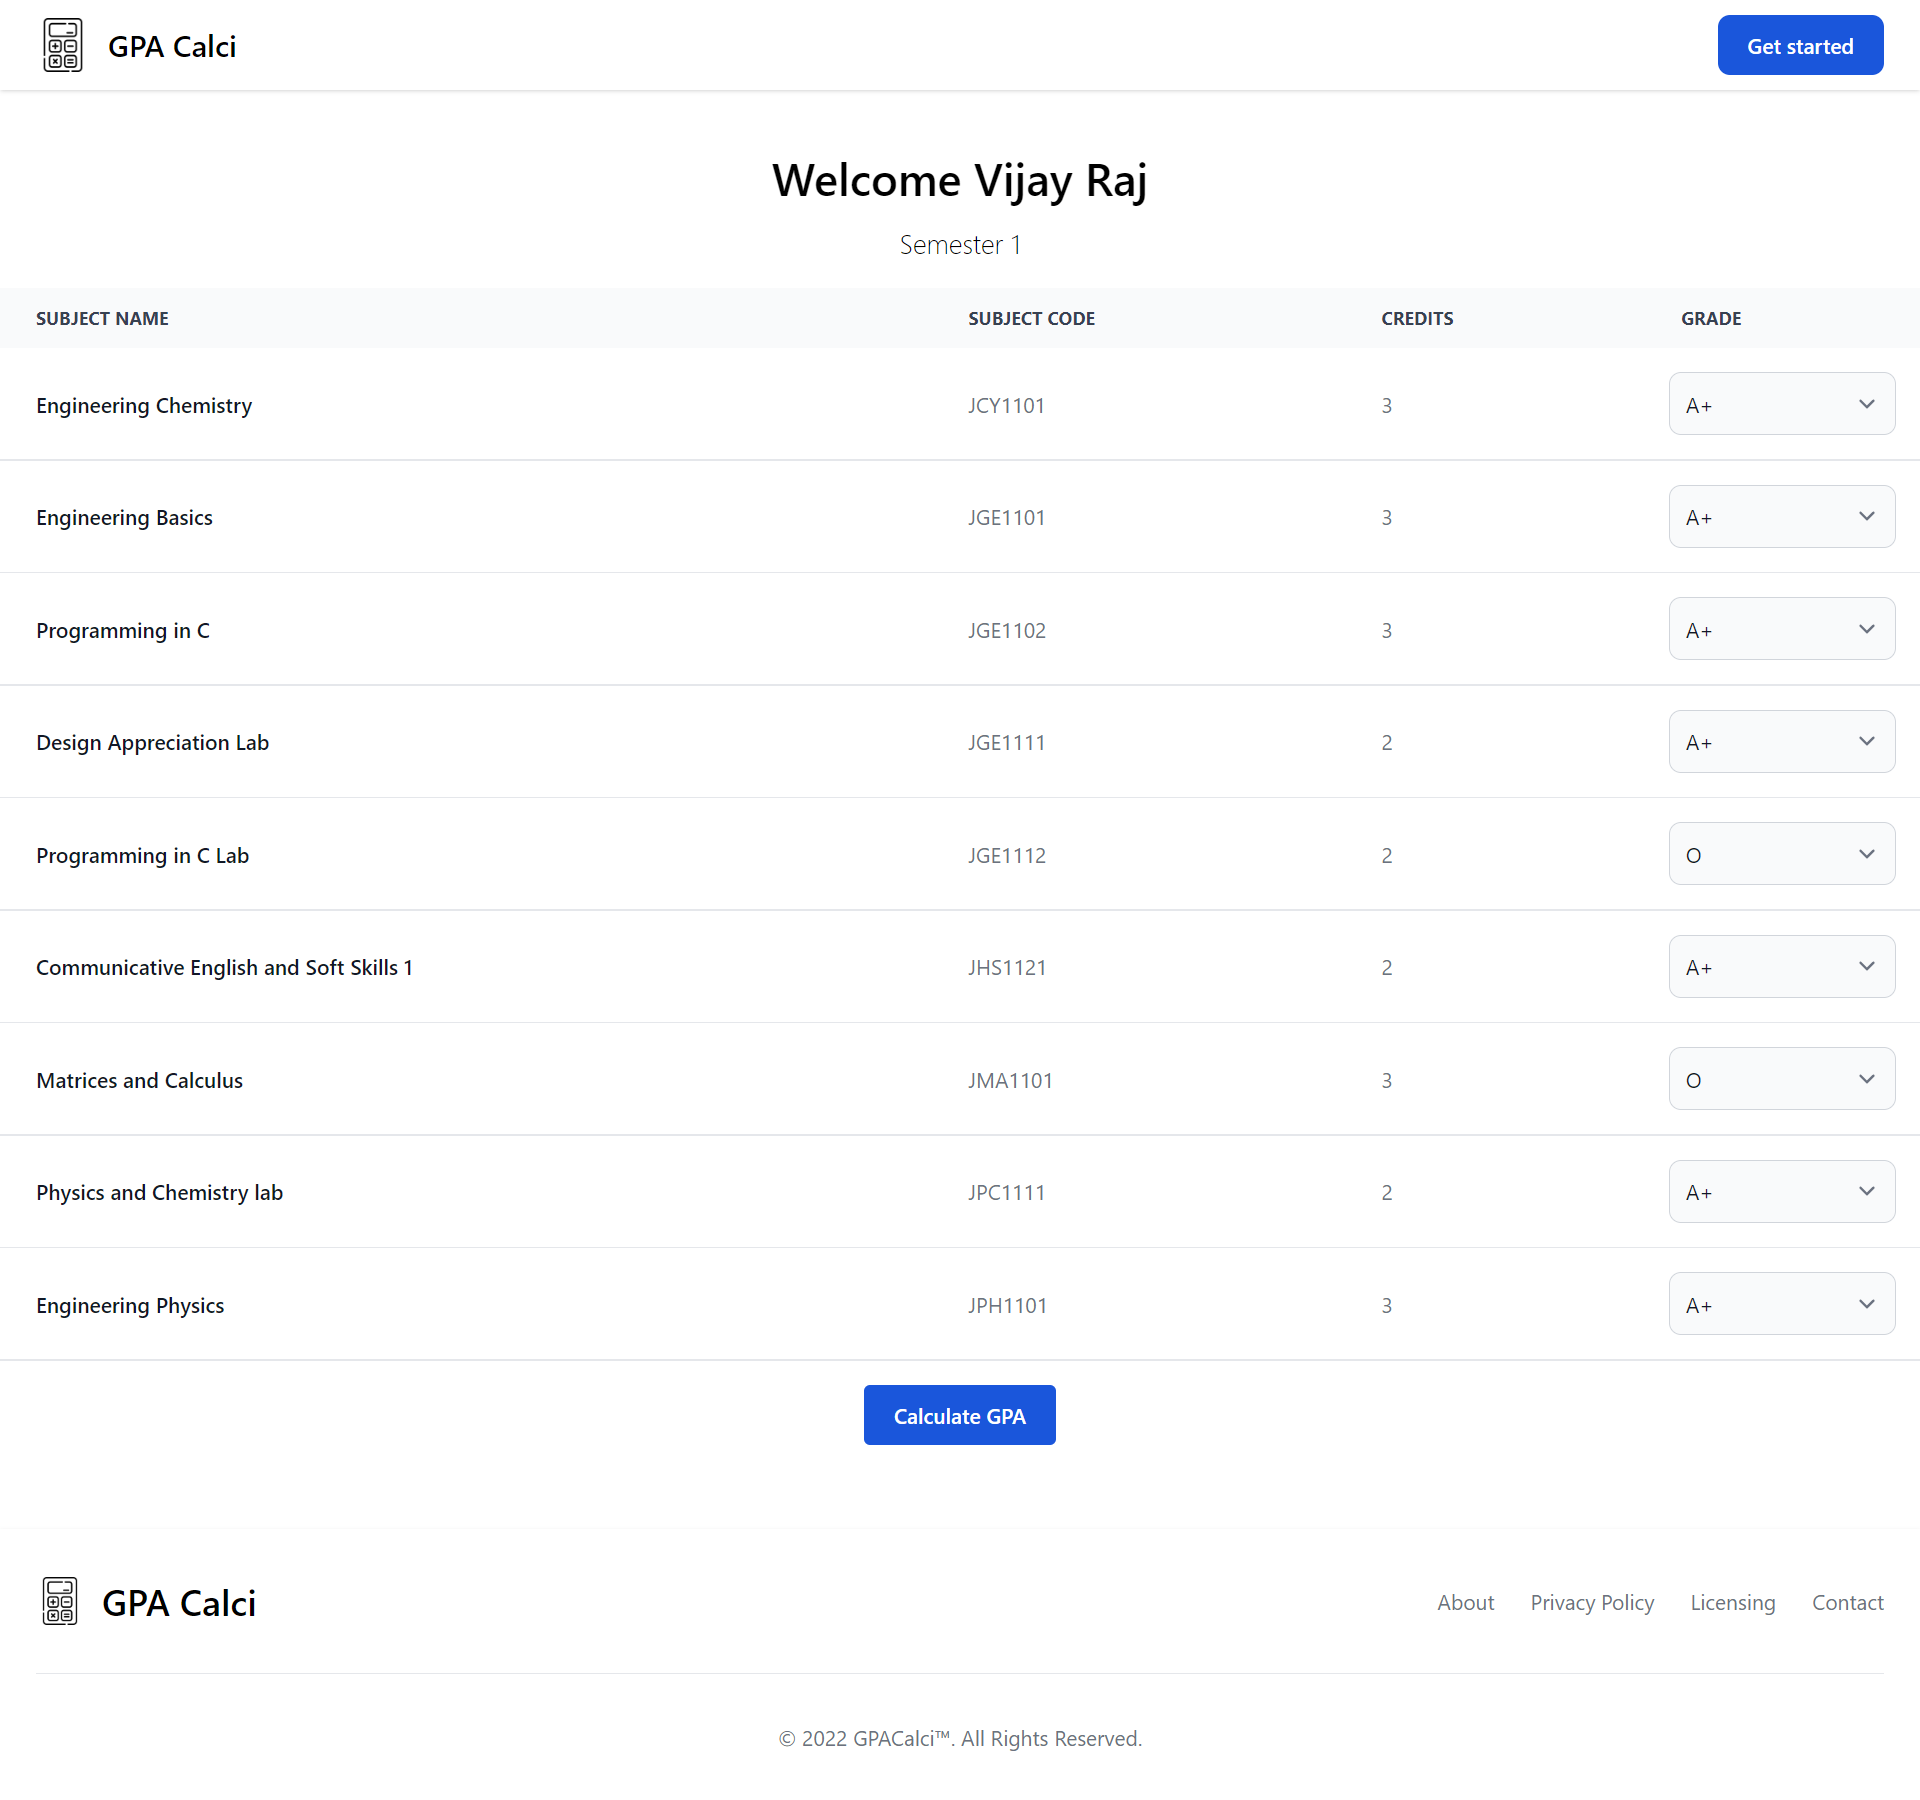 GPA Calci
Get started
Welcome Vijay Raj
Semester 1
SUBJECT NAME SUBJECT CODE CREDITS GRADE
Engineering Chemistry JCY1101 3 A+
Engineering Basics JGE1101 3 A+
Programming in C JGE1102 3 A+
Design Appreciation Lab JGE1111 2 A+
Programming in C Lab JGE1112 2 O
Communicative English and Soft Skills 1 JHS1121 2 A+
Matrices and Calculus JMA1101 3 O
Physics and Chemistry lab JPC1111 2 A+
Engineering Physics JPH1101 3 A+
Calculate GPA
GPA Calci
About Privacy Policy Licensing Contact
© 2022 GPACalci™. All Rights Reserved.